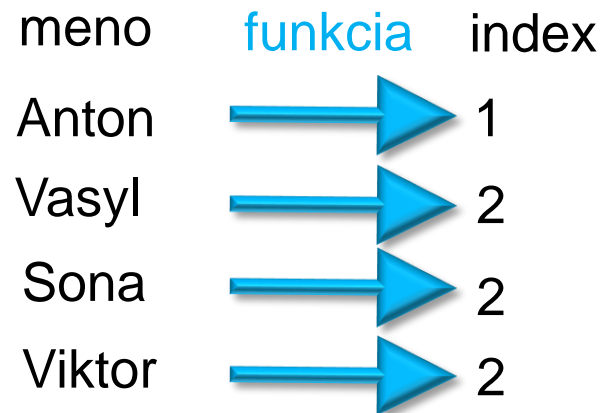 meno funkcia index
Anton 1
Vasyl 2
Sona 2
Viktor 2